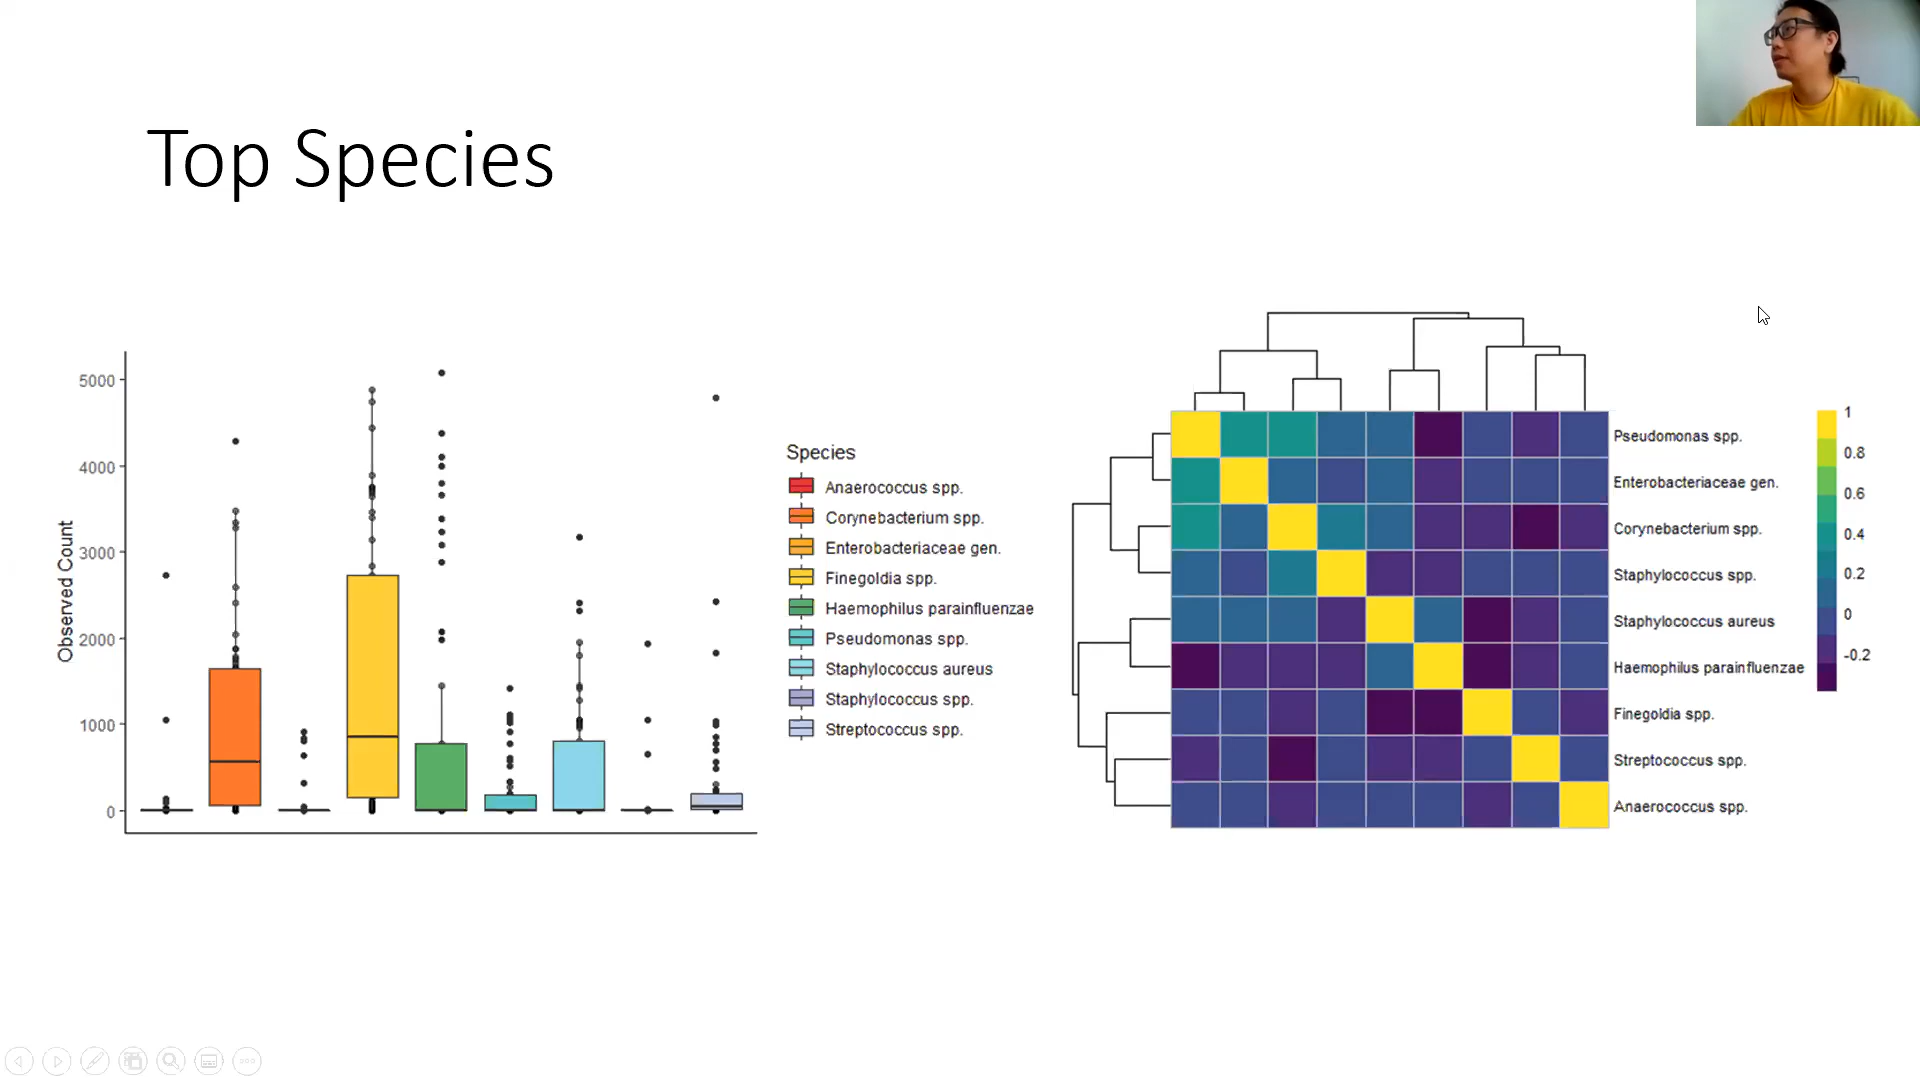 Top Species
Observed Count
5000
4000
3000
2000
1000
0
Species
Anaerococcus spp.
Corynebacterium spp.
Enterobacteriaceae gen.
Finegoldia spp.
Haemophilus parainfluenzae
Pseudomonas spp.
Staphylococcus aureus
Staphylococcus spp.
Streptococcus spp.
Pseudomonas spp.
Enterobacteriaceae gen.
Corynebacterium spp.
Staphylococcus spp.
Staphylococcus aureus
Haemophilus parainfluenzae
Finegoldia spp.
Streptococcus spp.
Anaerococcus spp.
1
0.8
0.6
0.4
0.2
0
-0.2